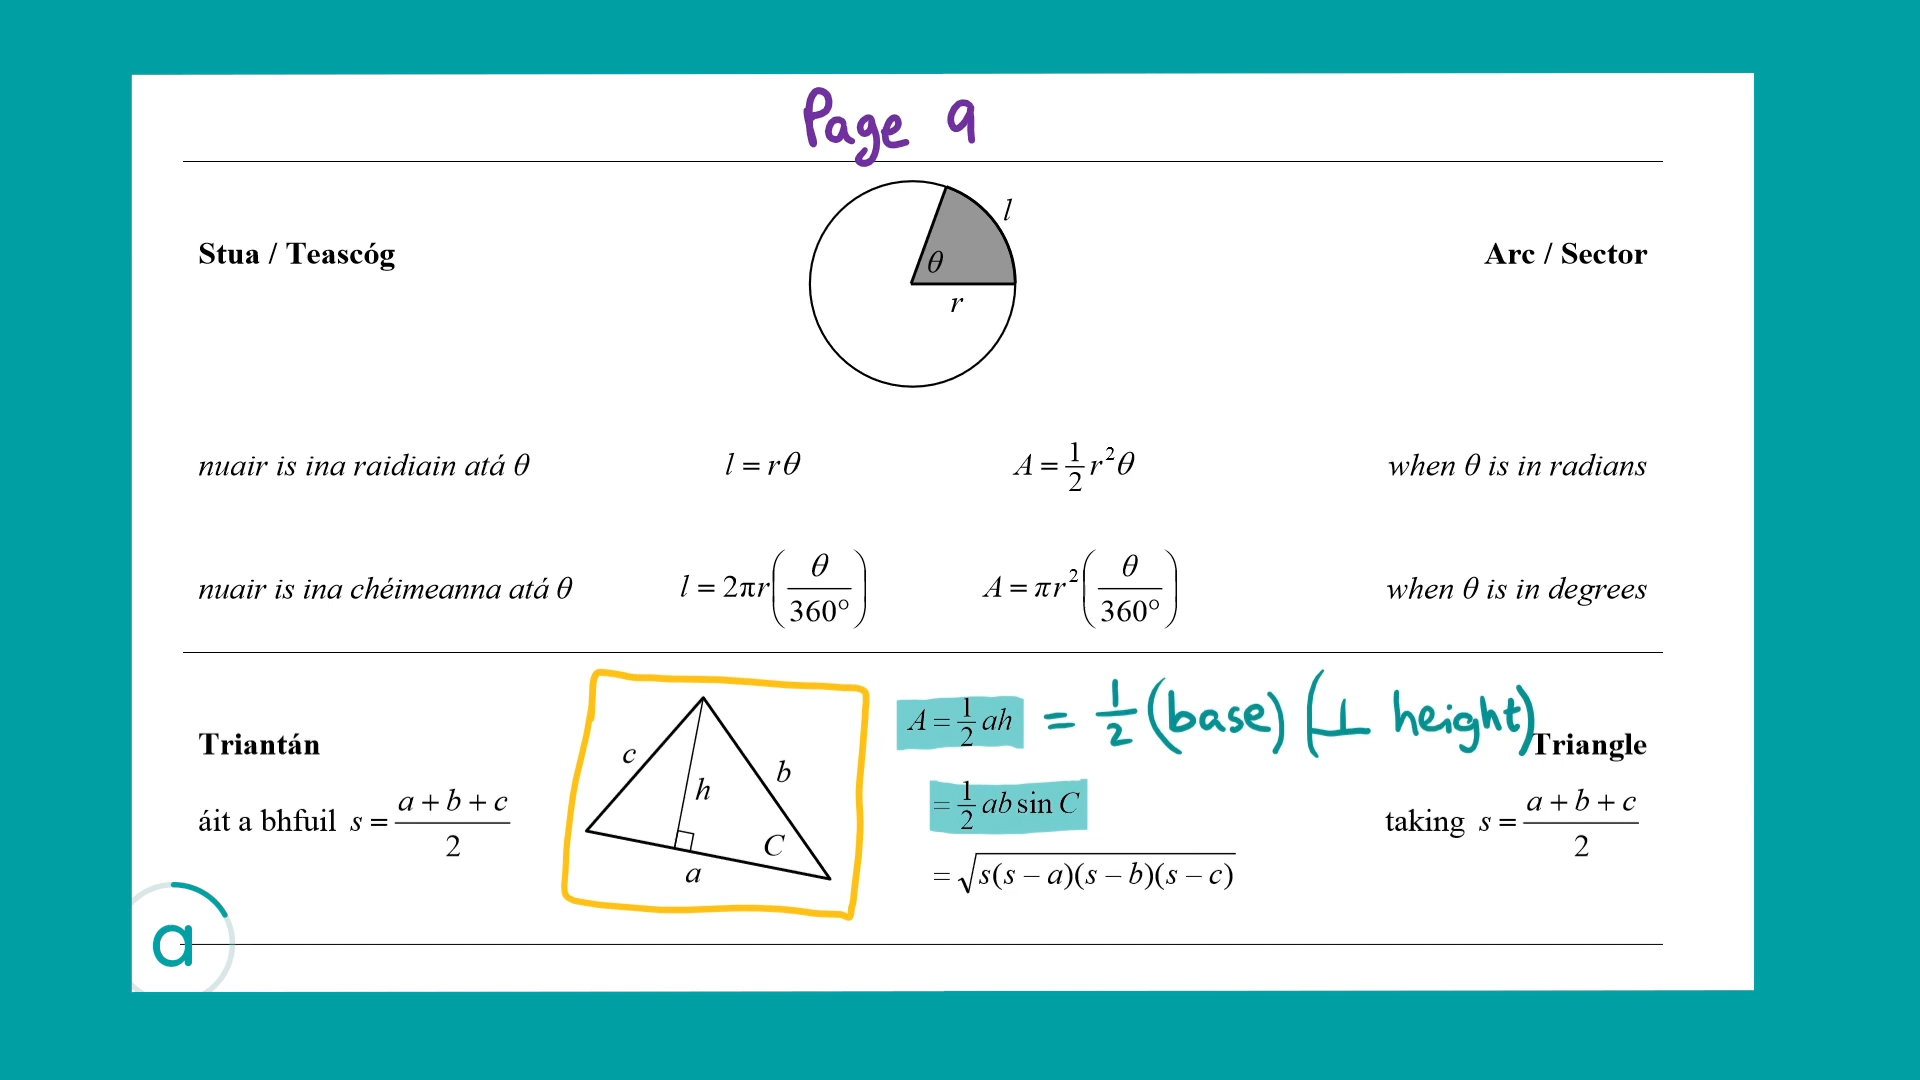 Page 9
l
θ
r
Stua / Teascóg
Arc / Sector
nuair is ina raidiain atá θ l = rθ A = 1/2 r²θ when θ is in radians
nuair is ina chéimeanna atá θ l = 2πr(θ/360°) A = πr²(θ/360°) when θ is in degrees
Triantán
áit a bhfuil s = (a + b + c)/2
c
h
b
C
a
A = 1/2 ah = 1/2 (base) (⊥ height)
= 1/2 ab sin C
= √s(s – a)(s – b)(s – c)
Triangle
taking s = (a + b + c)/2
a